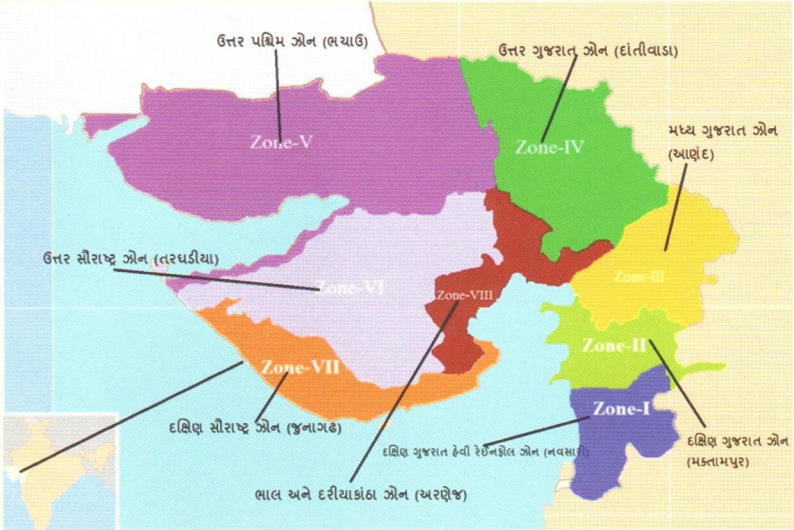 ઉત્તર પશ્ચિમ ઝોન (ભચાઉ)
ઉત્તર ગુજરાત ઝોન (દાંતીવાડા)
મધ્ય ગુજરાત ઝોન
(આણંદ)
Zone-V
Zone-IV
ઉત્તર સૌરાષ્ટ્ર ઝોન (તરઘડીયા)
Zone-VI
Zone-VIII
Zone-III
Zone-II
Zone-VII
Zone-I
દક્ષિણ સૌરાષ્ટ્ર ઝોન (જુનાગઢ)
દક્ષિણ ગુજરાત હેવી રેઈનફોલ ઝોન (નવસારી)
દક્ષિણ ગુજરાત ઝોન
(મક્તામપુર)
ભાલ અને દરીયાકાંઠા ઝોન (અરણેજ)